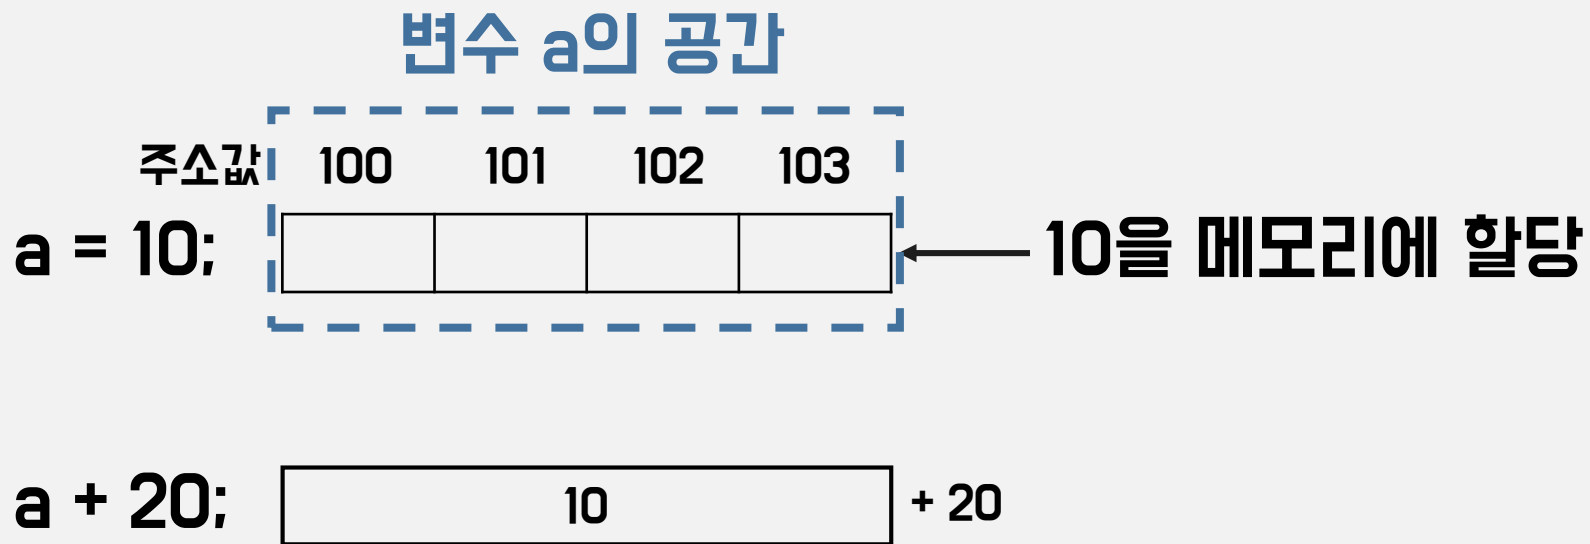 변수 a의 공간
주소값 100 101 102 103
a = 10; 10을 메모리에 할당
a + 20; 10 + 20